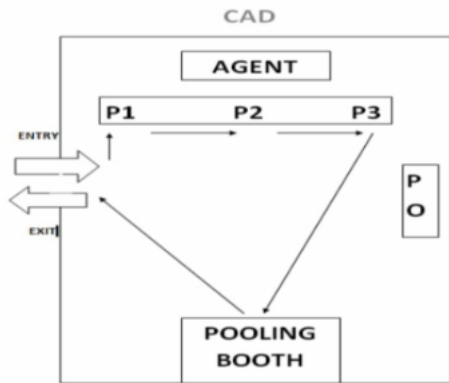 CAD
AGENT
P1 P2 P3
ENTRY
P
O
EXIT
POOLING
BOOTH